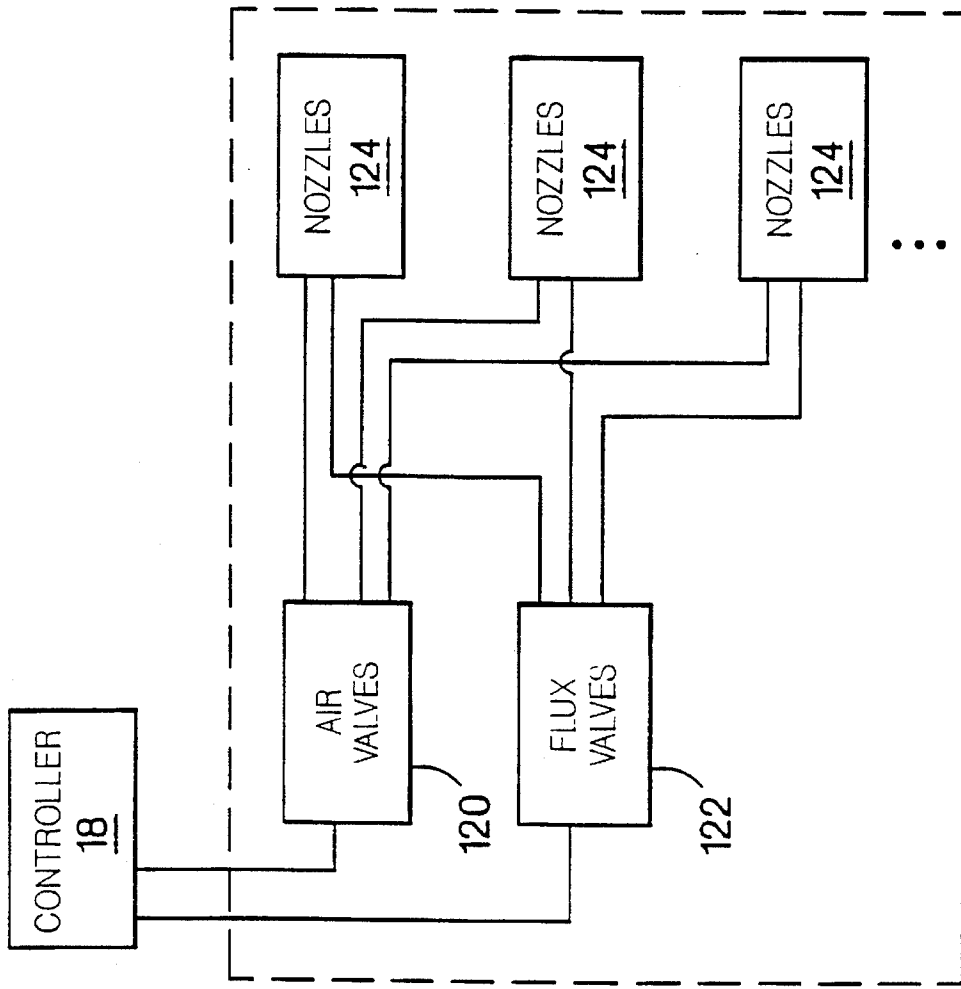 CONTROLLER
18
AIR
VALVES
120
FLUX
VALVES
122
NOZZLES
124
NOZZLES
124
NOZZLES
124